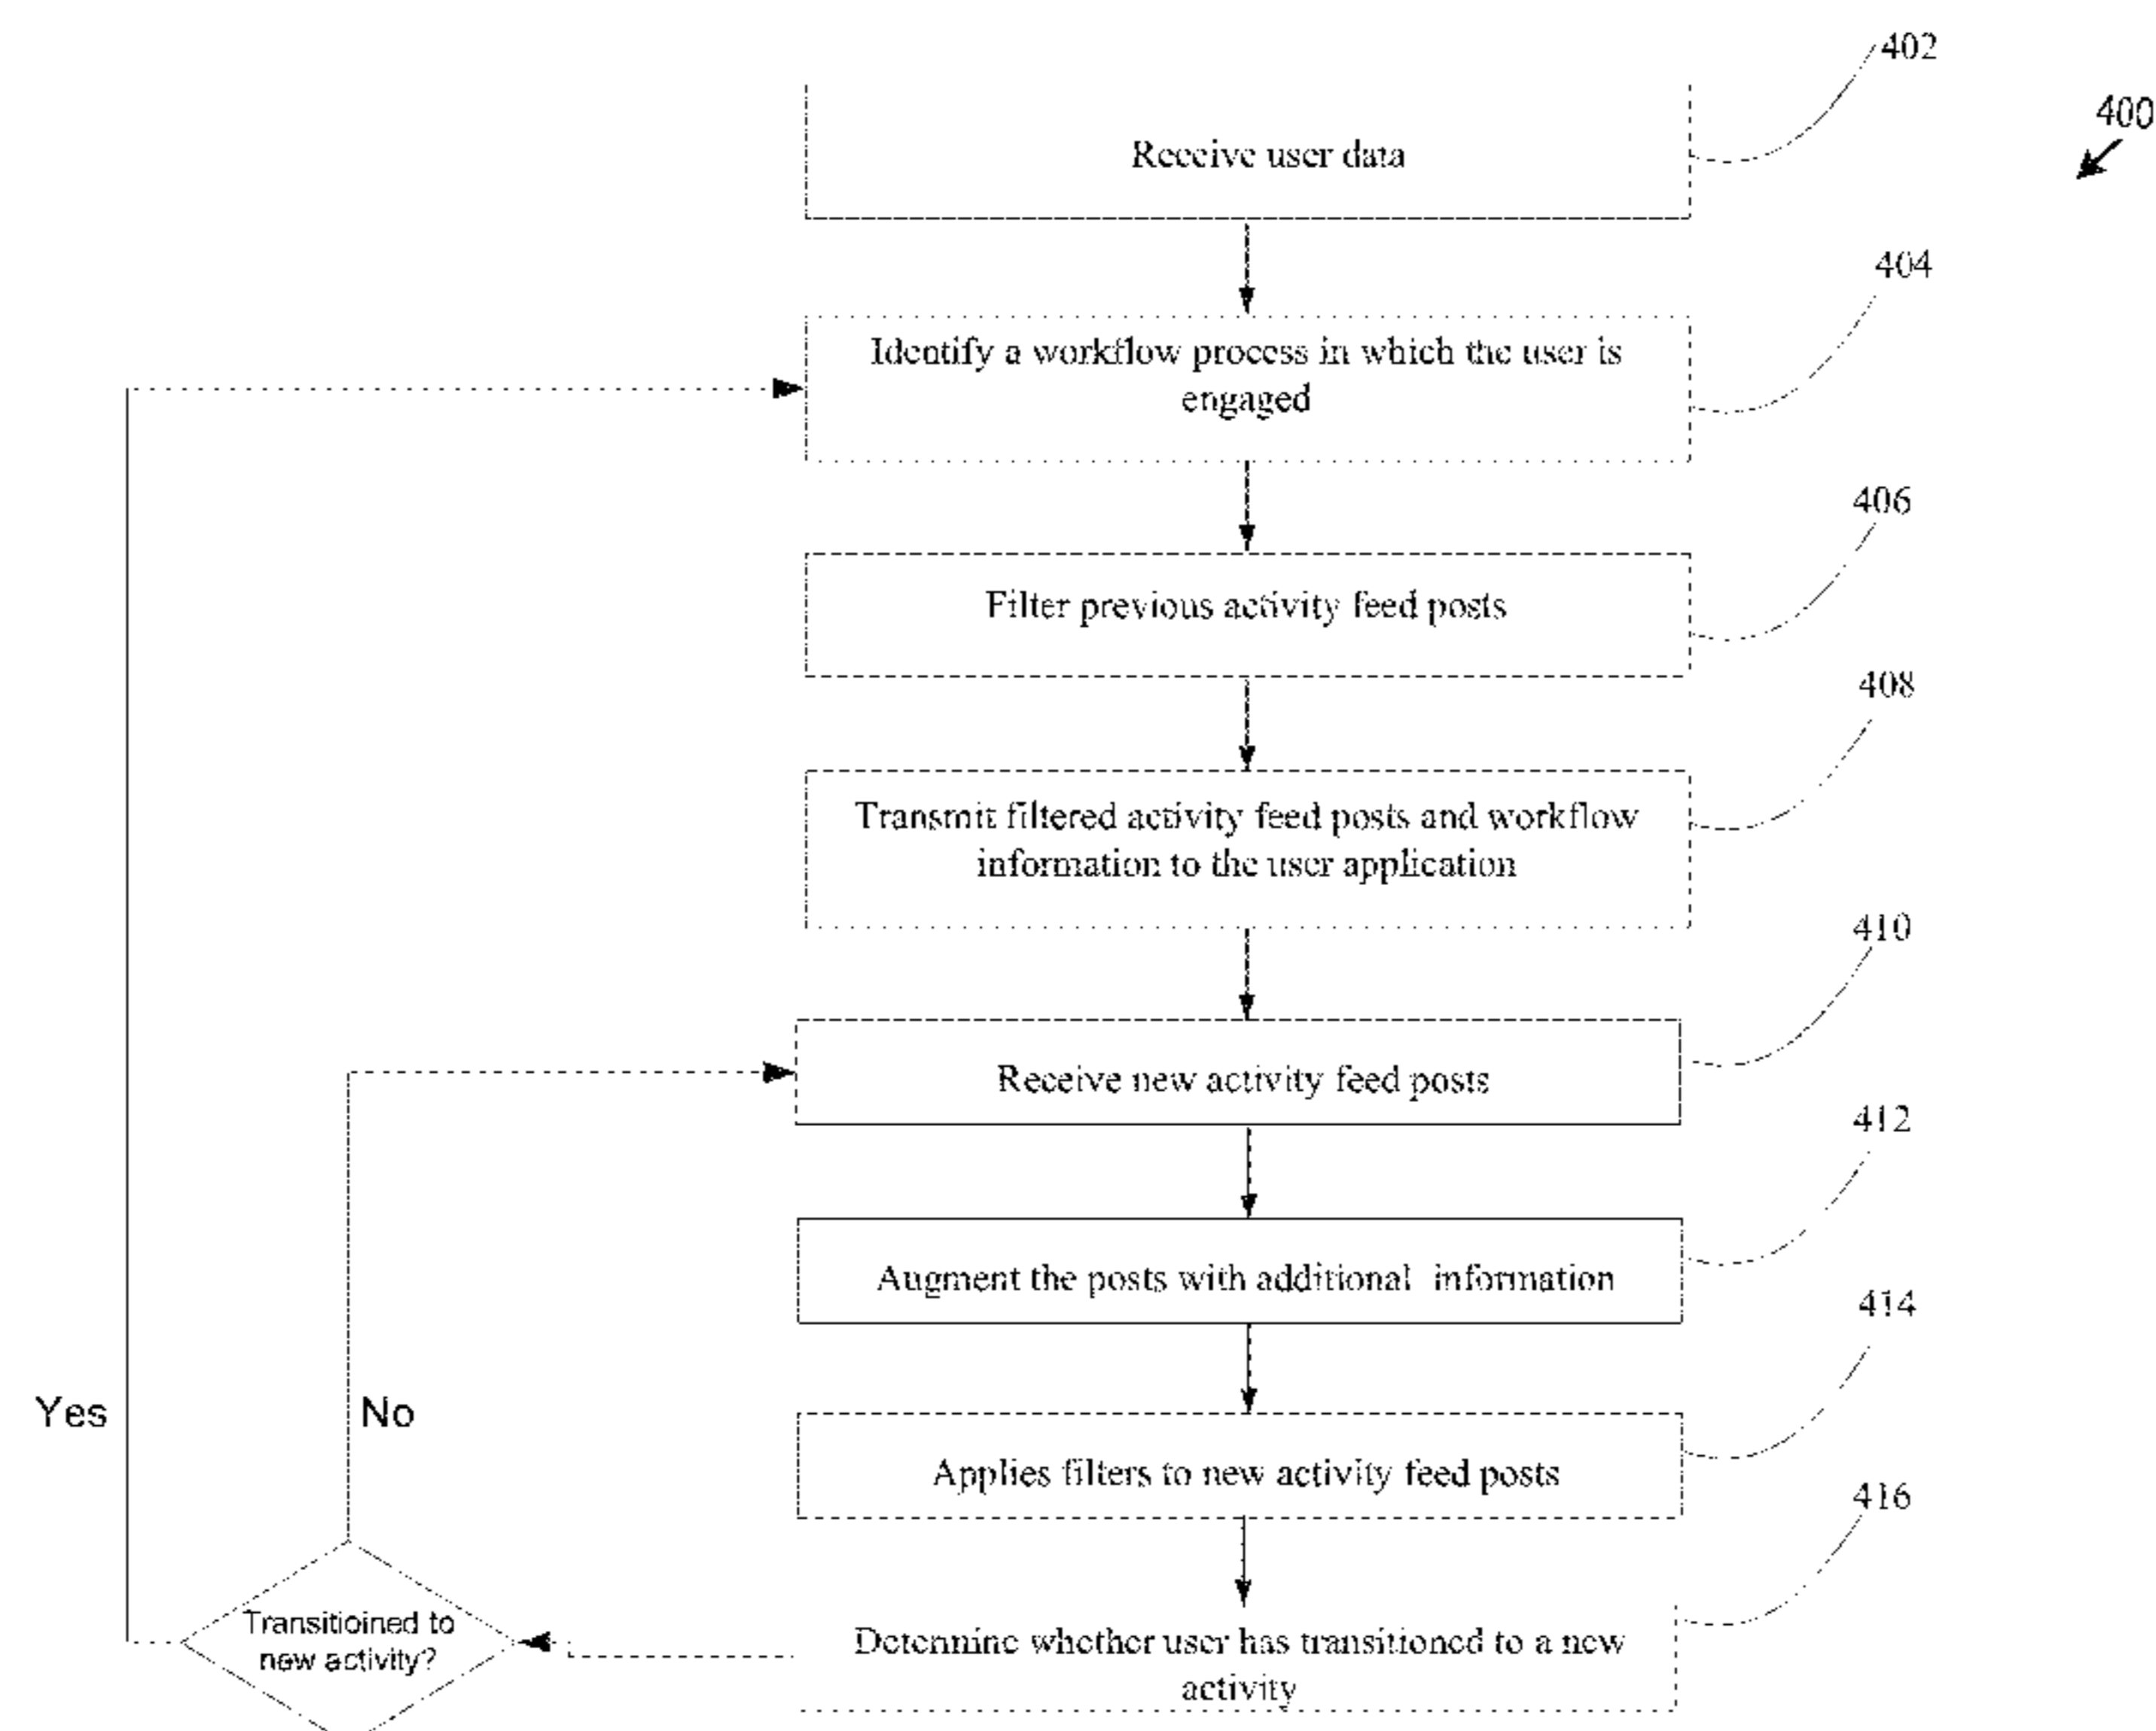 402
400
Receive user data
404
Identify a workflow process in which the user is
engaged
406
Filter previous activity feed posts
408
Transmit filtered activity feed posts and workflow
information to the user application
410
Receive new activity feed posts
412
Augment the posts with additional information
414
Applies filters to new activity feed posts
Yes
No
416
Transitioined to
new activity?
Determine whether user has transitioned to a new
activity